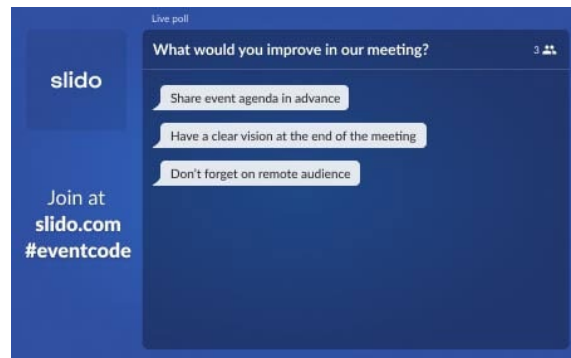 Live poll
slido
Join at
slido.com
#eventcode
What would you improve in our meeting?
3
Share event agenda in advance
Have a clear vision at the end of the meeting
Don't forget on remote audience